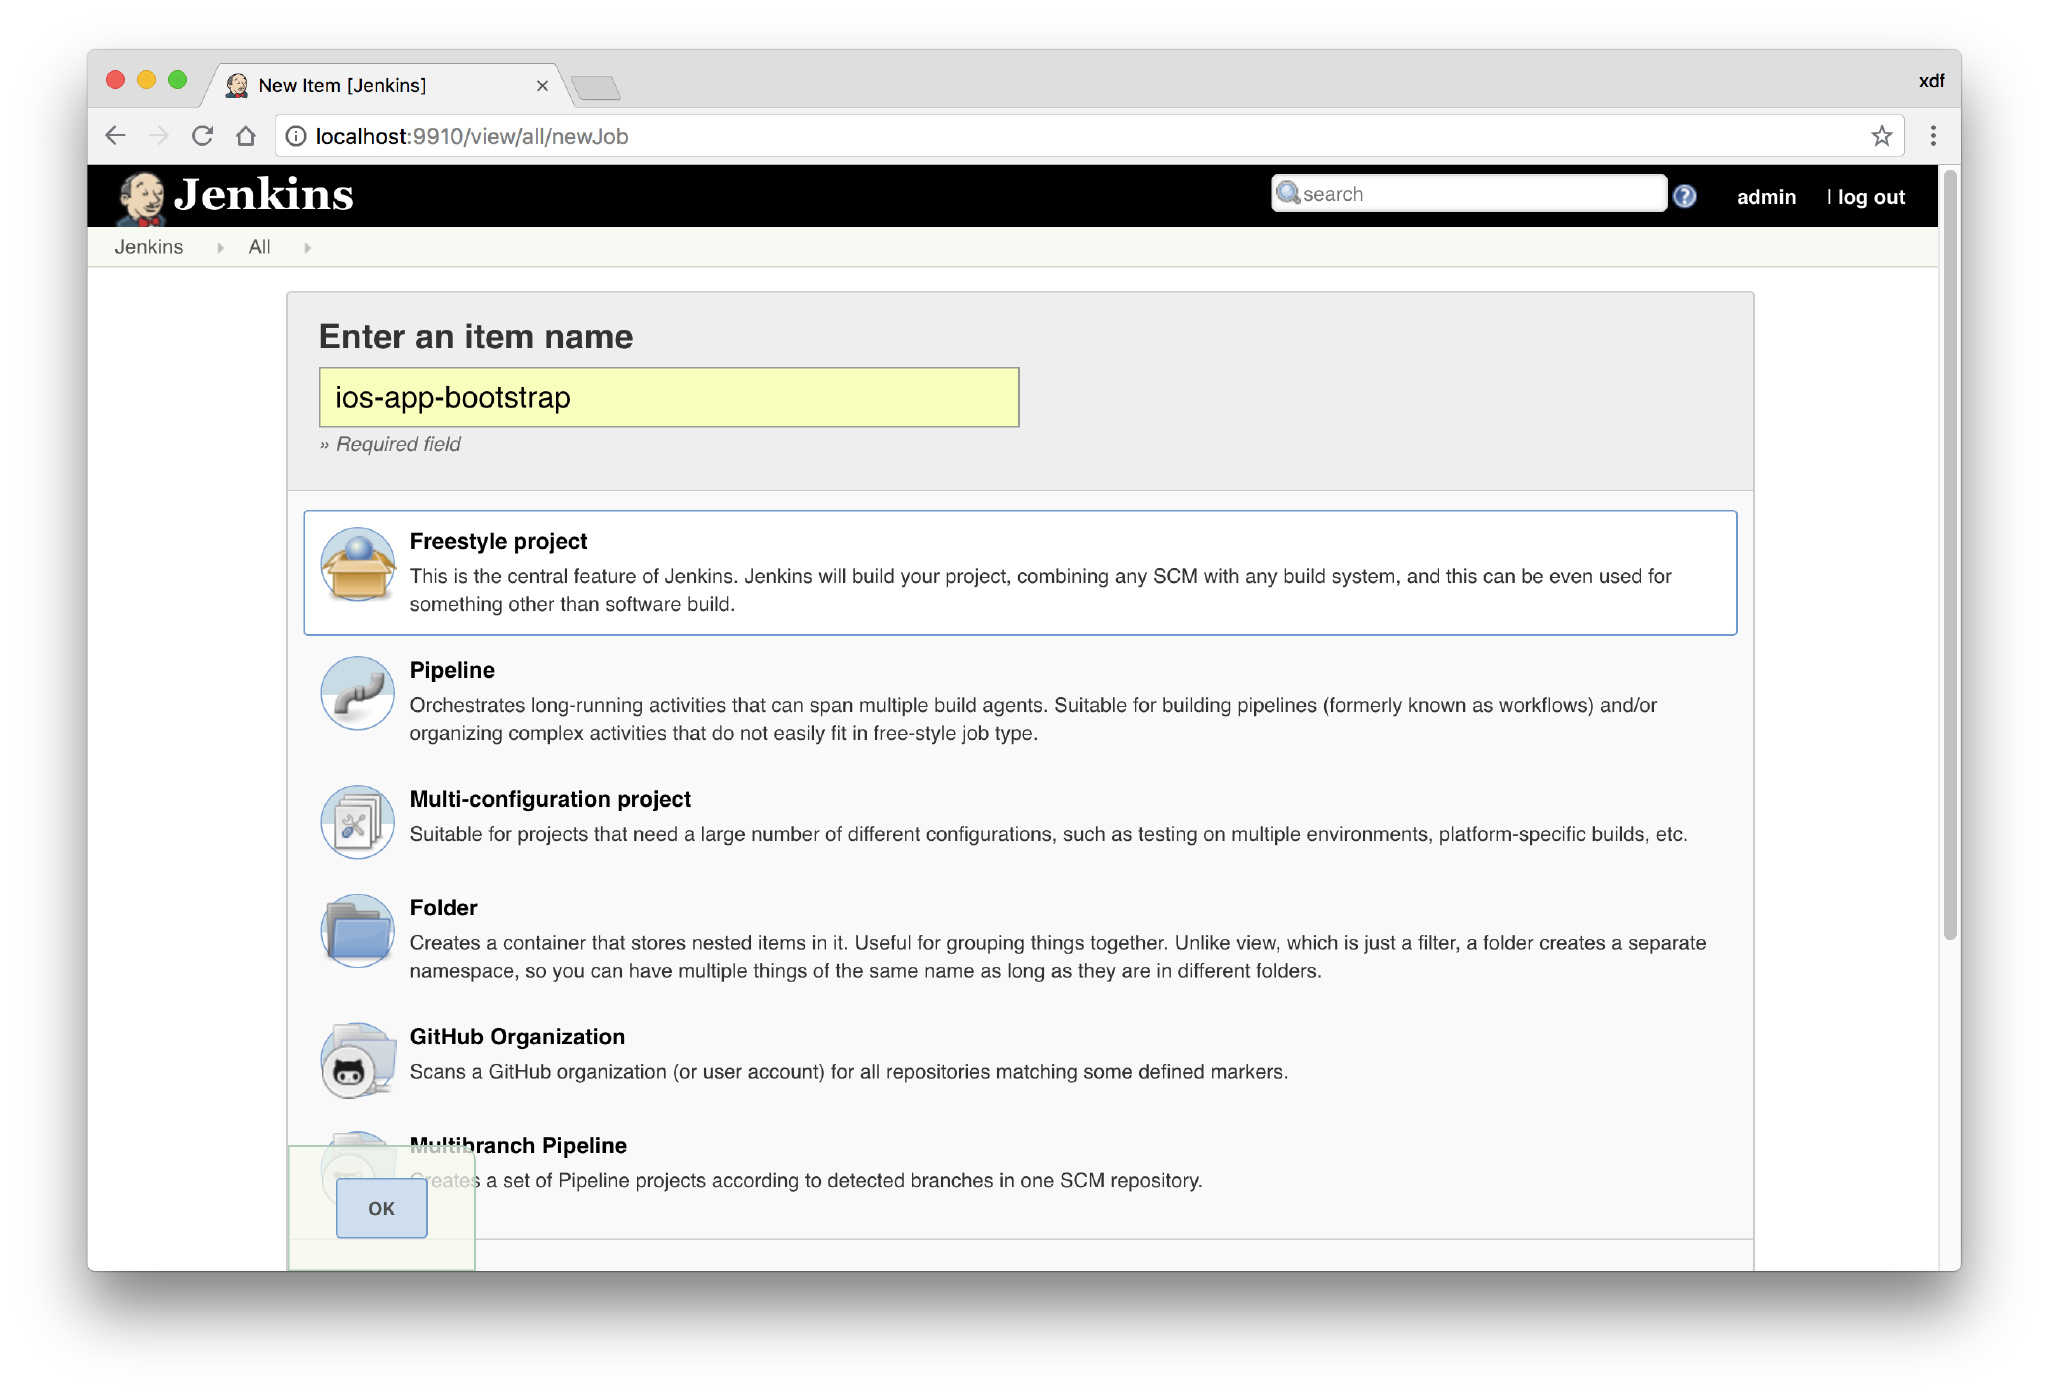 New Item [Jenkins]
xdf
localhost:9910/view/all/newJob
Jenkins
search
admin
| log out
Jenkins
All
Enter an item name
ios-app-bootstrap
» Required field
Freestyle project
This is the central feature of Jenkins. Jenkins will build your project, combining any SCM with any build system, and this can be even used for
something other than software build.
Pipeline
Orchestrates long-running activities that can span multiple build agents. Suitable for building pipelines (formerly known as workflows) and/or
organizing complex activities that do not easily fit in free-style job type.
Multi-configuration project
Suitable for projects that need a large number of different configurations, such as testing on multiple environments, platform-specific builds, etc.
Folder
Creates a container that stores nested items in it. Useful for grouping things together. Unlike view, which is just a filter, a folder creates a separate
namespace, so you can have multiple things of the same name as long as they are in different folders.
GitHub Organization
Scans a GitHub organization (or user account) for all repositories matching some defined markers.
Multibranch Pipeline
Creates a set of Pipeline projects according to detected branches in one SCM repository.
OK